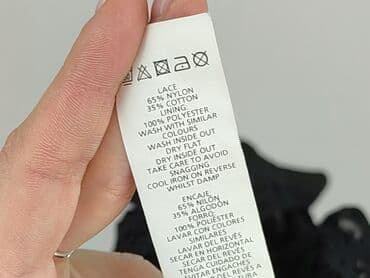 LACE
65% NYLON
35% COTTON
LINING:
100% POLYESTER
WASH WITH SIMILAR
COLOURS
WASH INSIDE OUT
DRY FLAT
DRY INSIDE OUT
TAKE CARE TO AVOID
SNAGGING
COOL IRON ON REVERSE
WHILST DAMP
ENCAJE
65% NILÓN
35% ALGODÓN
FORRO:
100% POLIÉSTER
LAVAR CON COLORES
SIMILARES
LAVAR DEL REVÉS
SECAR EN HORIZONTAL
SECAR DEL REVÉS
TENGA CUIDADO DE
EVITAR ENGANCHES